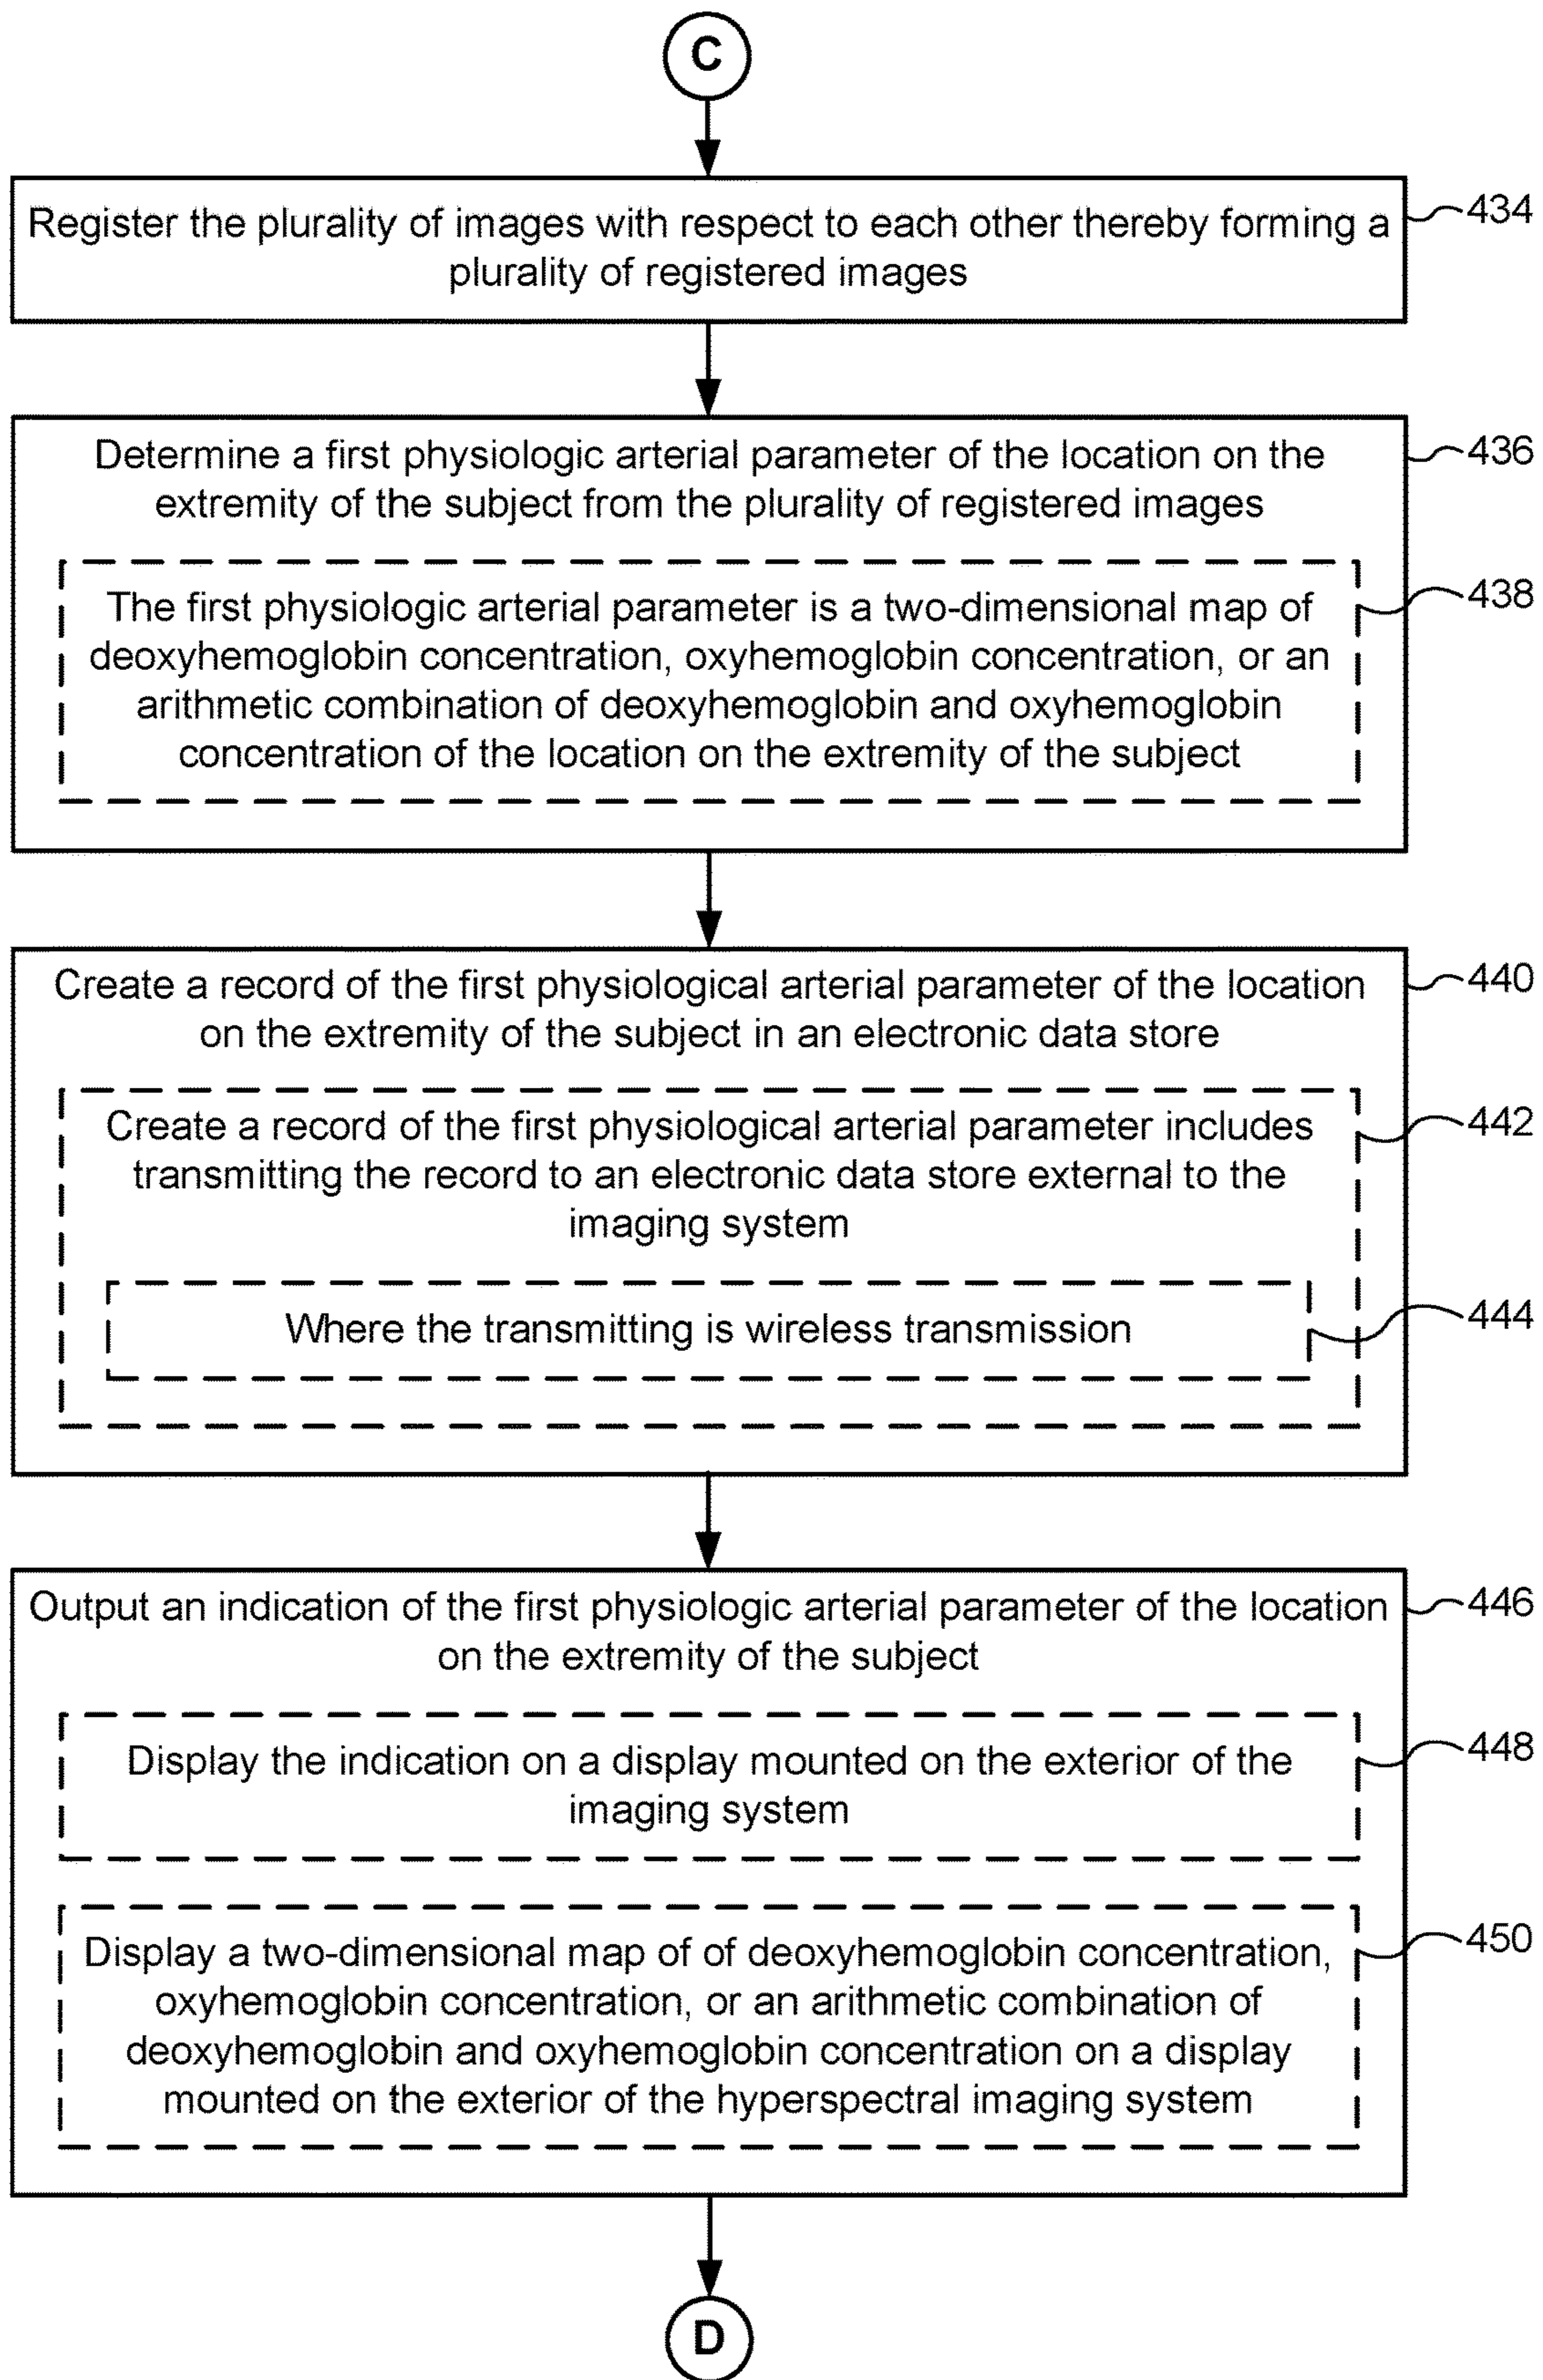 C
Register the plurality of images with respect to each other thereby forming a
plurality of registered images
434
Determine a first physiologic arterial parameter of the location on the
extremity of the subject from the plurality of registered images
436
The first physiologic arterial parameter is a two-dimensional map of
deoxyhemoglobin concentration, oxyhemoglobin concentration, or an
arithmetic combination of deoxyhemoglobin and oxyhemoglobin
concentration of the location on the extremity of the subject
438
Create a record of the first physiological arterial parameter of the location
on the extremity of the subject in an electronic data store
440
Create a record of the first physiological arterial parameter includes
transmitting the record to an electronic data store external to the
imaging system
442
Where the transmitting is wireless transmission
444
Output an indication of the first physiologic arterial parameter of the location
on the extremity of the subject
446
Display the indication on a display mounted on the exterior of the
imaging system
448
Display a two-dimensional map of of deoxyhemoglobin concentration,
oxyhemoglobin concentration, or an arithmetic combination of
deoxyhemoglobin and oxyhemoglobin concentration on a display
mounted on the exterior of the hyperspectral imaging system
450
D